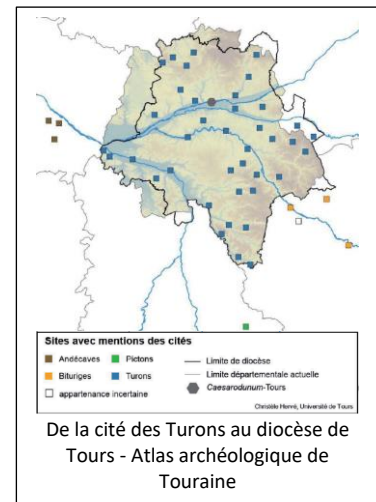 Sites avec mentions des cités
Andécaves Pictons Limite de diocèse
Bituriges Turons Limite départementale actuelle
appartenance incertaine Caesarodunum-Tours
Christèle Hervé, Université de Tours
De la cité des Turons au diocèse de
Tours - Atlas archéologique de
Touraine